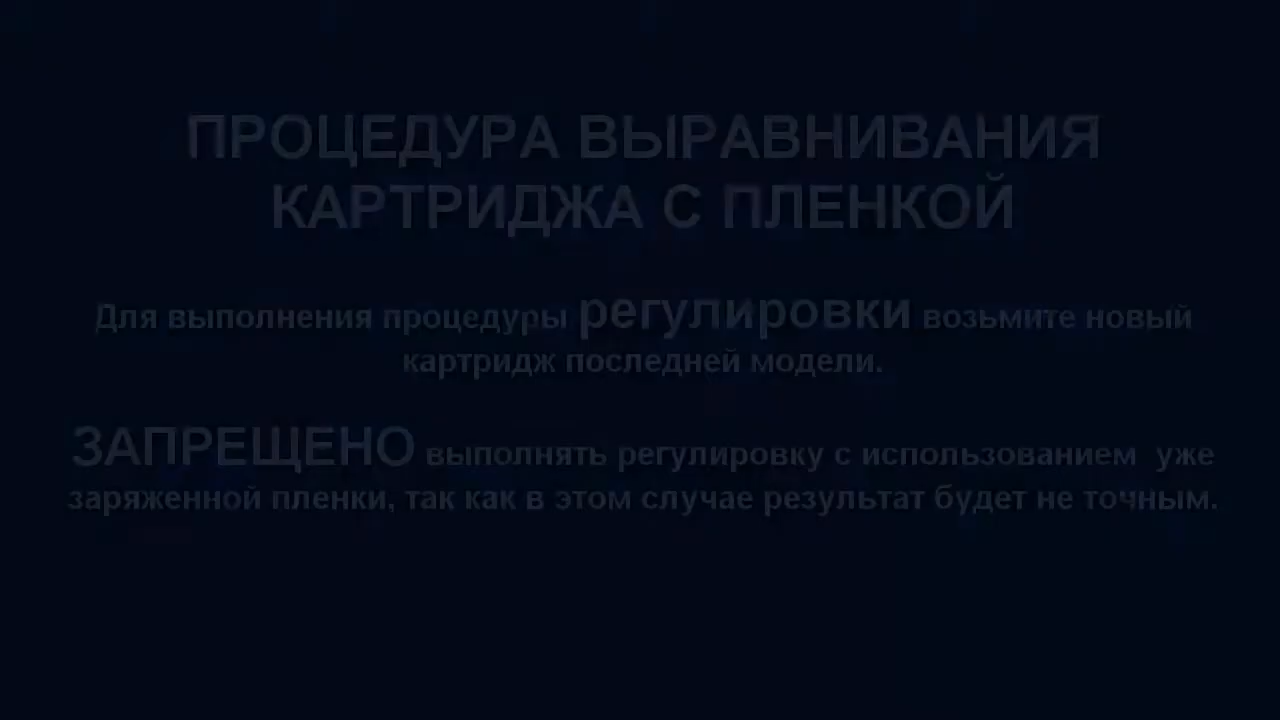 ПРОЦЕДУРА ВЫРАВНИВАНИЯ
КАРТРИДЖА С ПЛЕНКОЙ
Для выполнения процедуры регулировки возьмите новый
картридж последней модели.
ЗАПРЕЩЕНО выполнять регулировку с использованием  уже
заряженной пленки, так как в этом случае результат будет не точным.